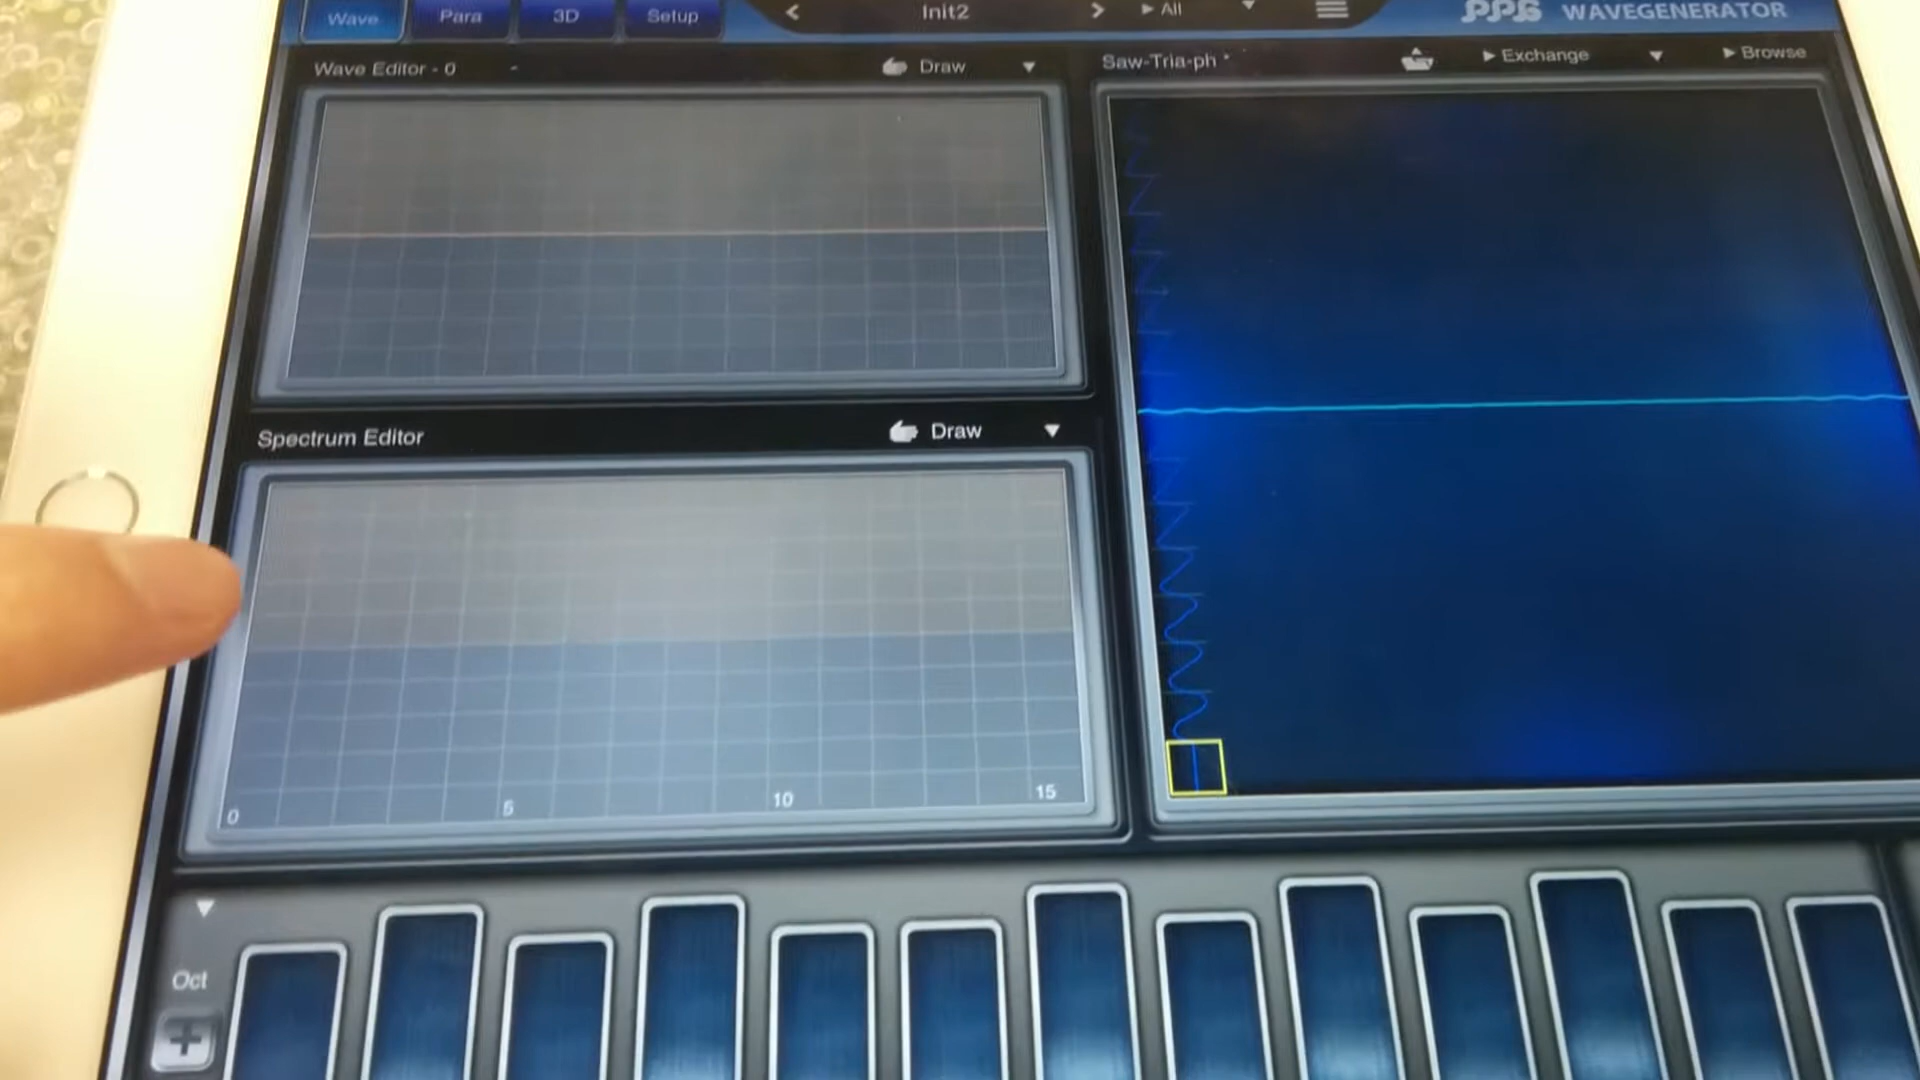 Wave Para 3D Setup < Init2 > All PPG WAVEGENERATOR
Wave Editor - 0 - Draw
Saw-Tria-ph * Exchange Browse
Spectrum Editor Draw
0 5 10 15
Oct
+